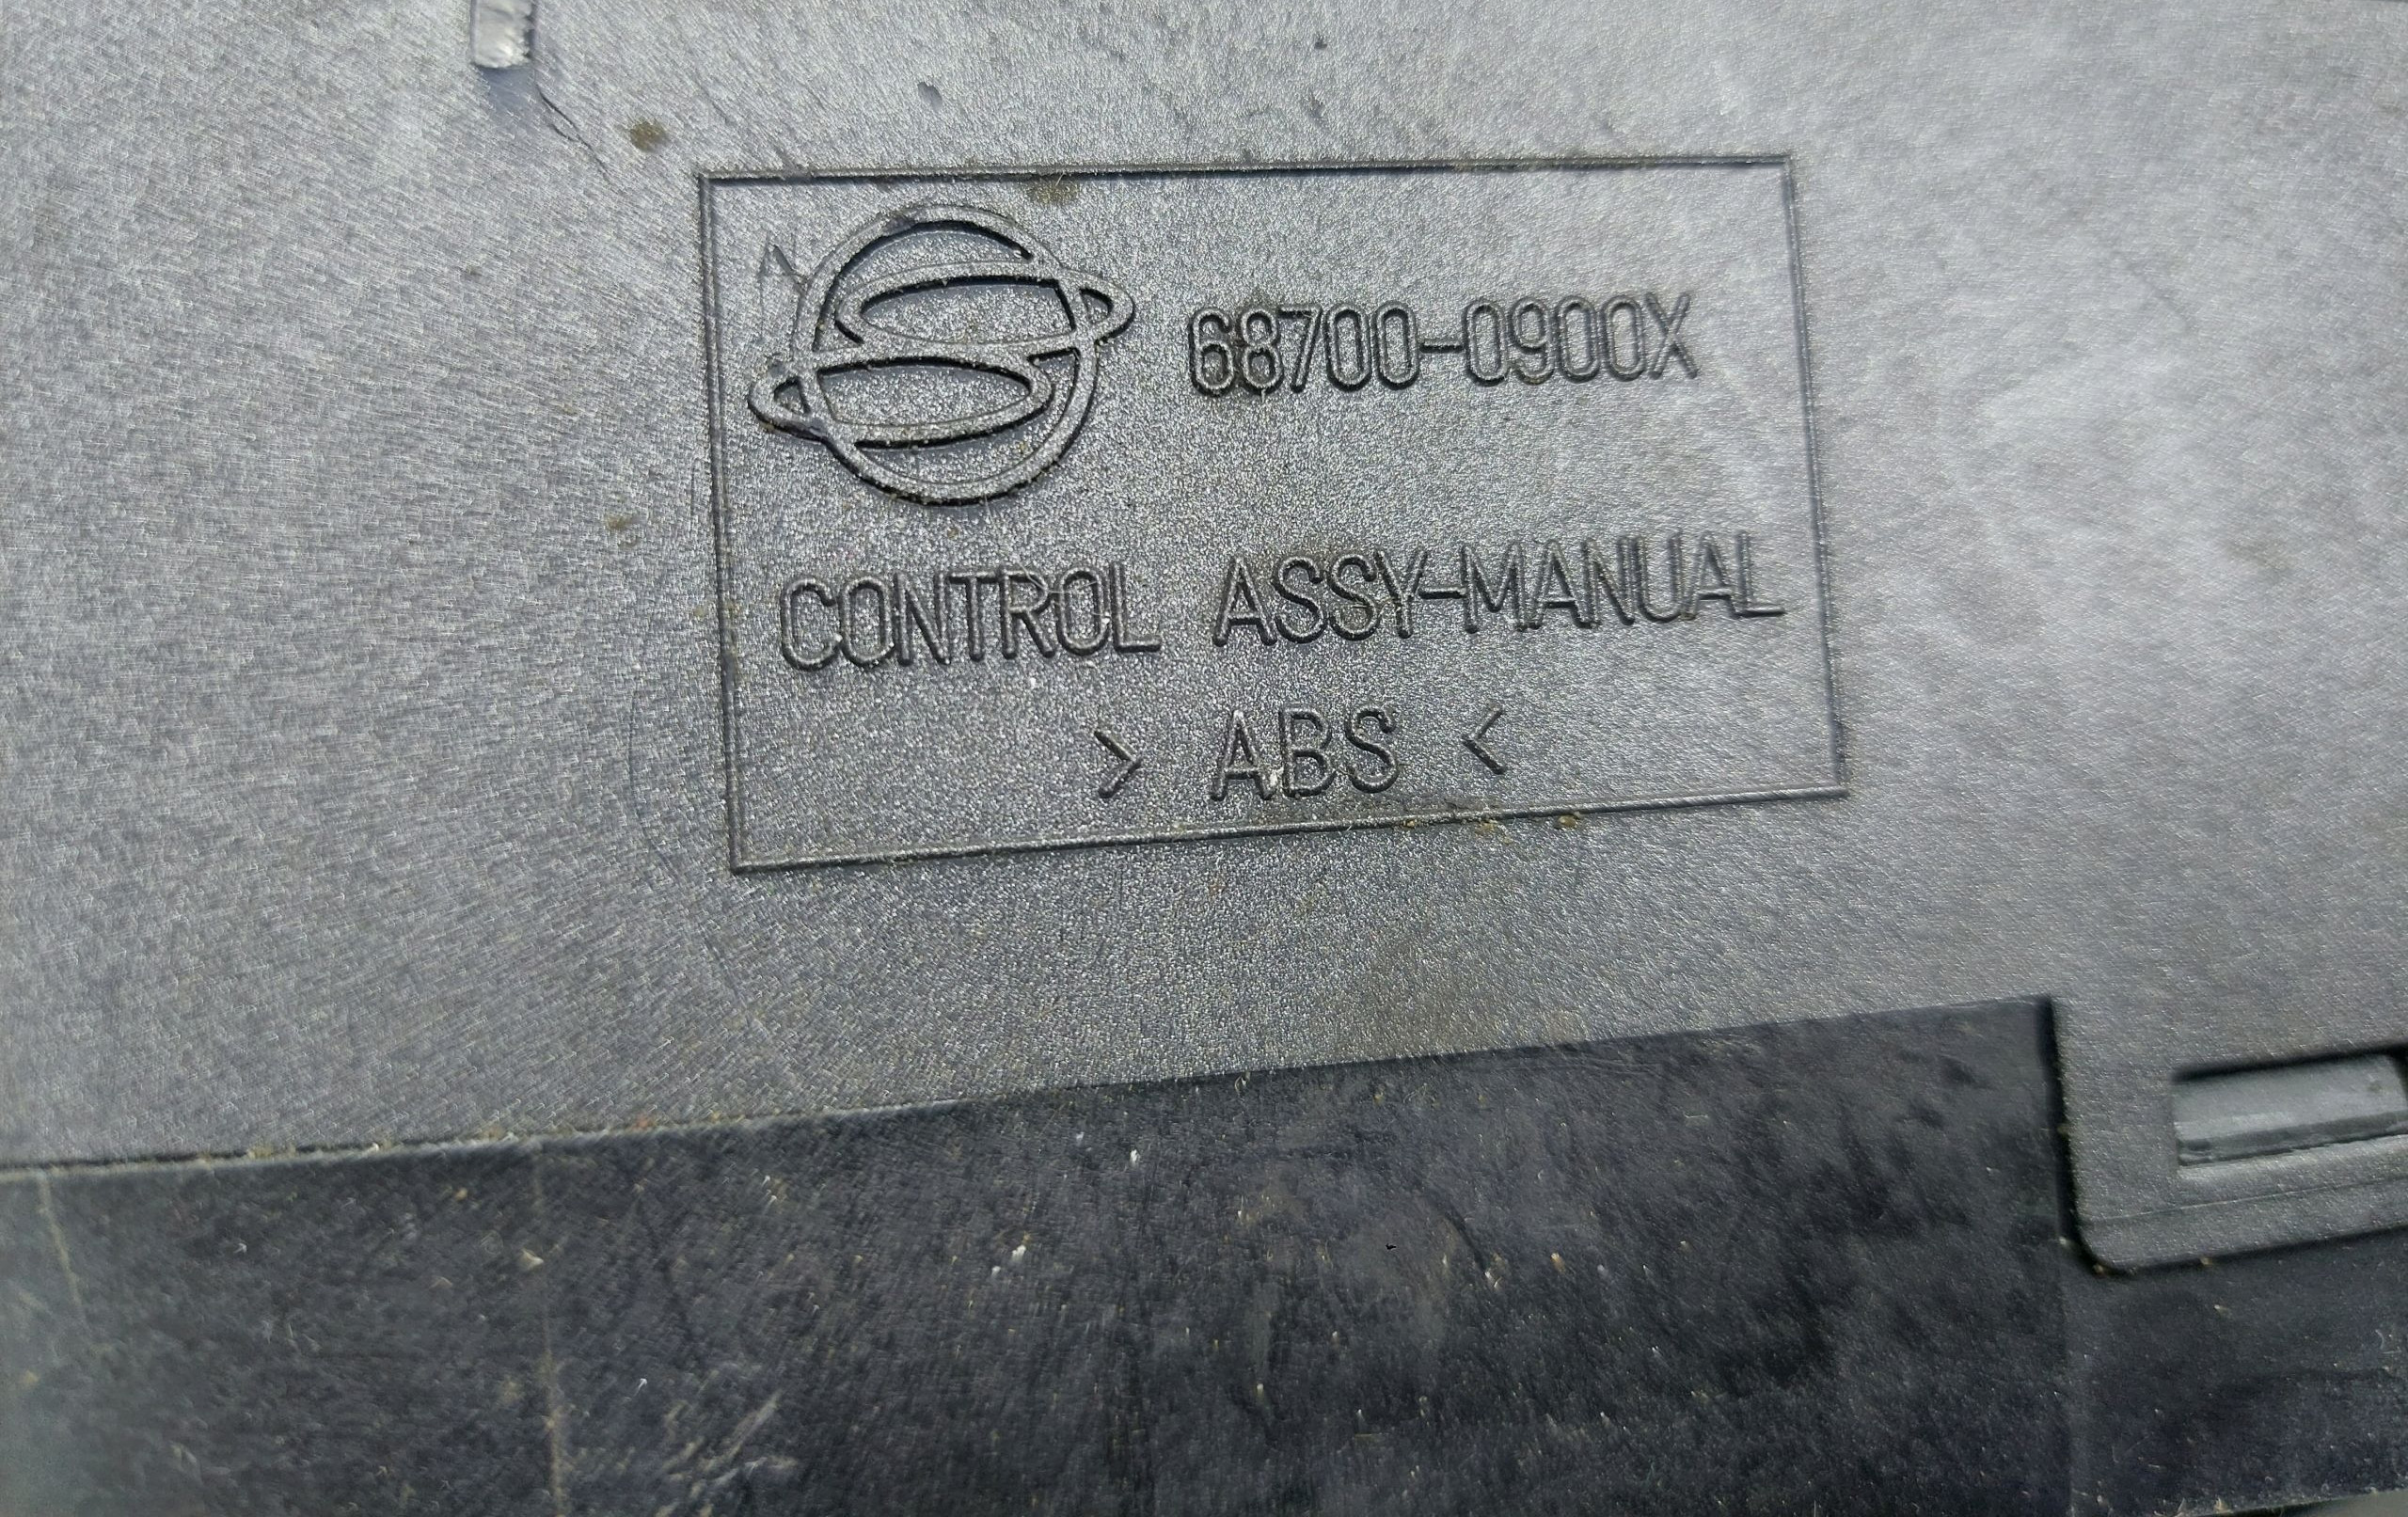 68700-0900X
CONTROL ASSY-MANUAL
> ABS <